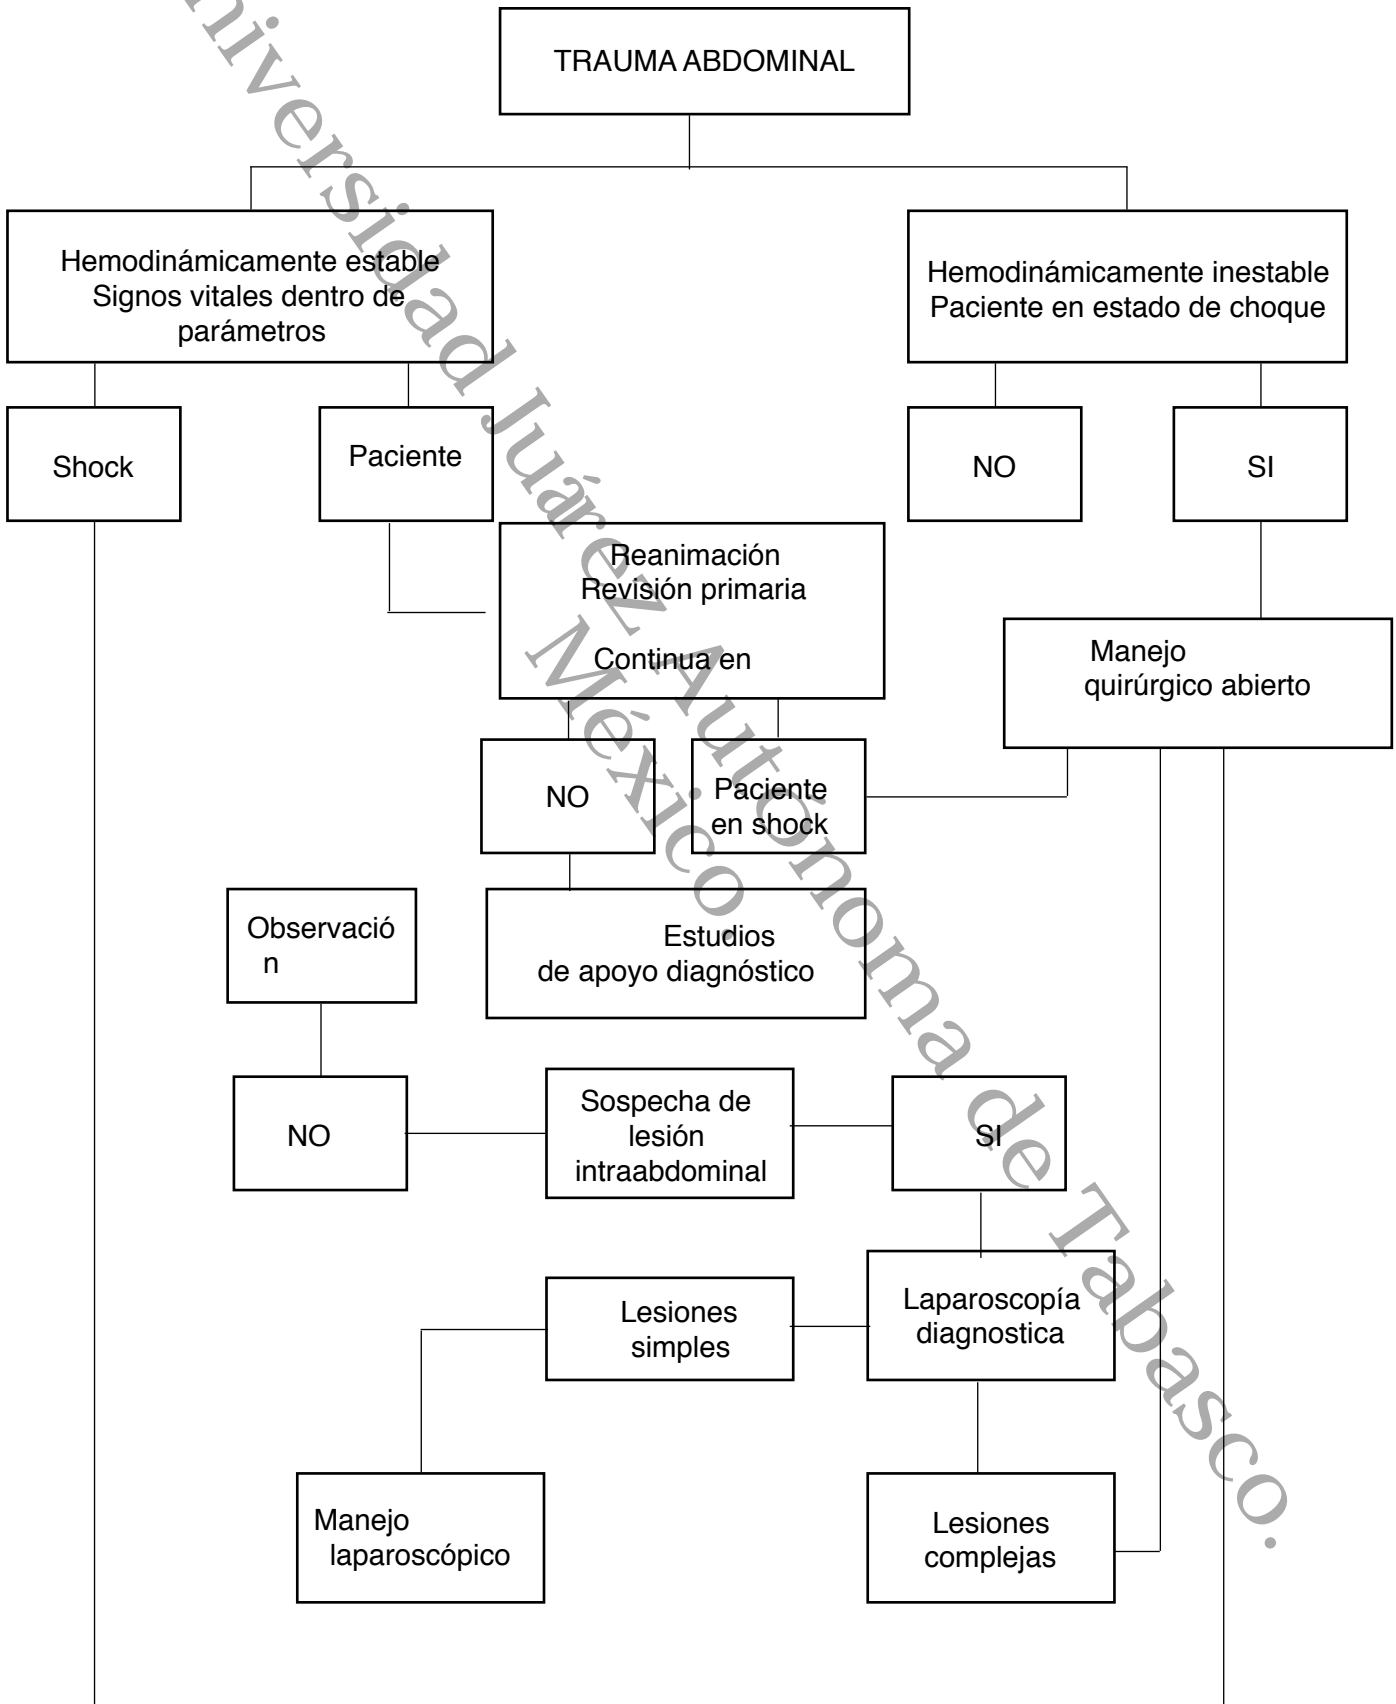 TRAUMA ABDOMINAL
Hemodinámicamente estable
Signos vitales dentro de
parámetros
Hemodinámicamente inestable
Paciente en estado de choque
Shock
Paciente
NO
SI
Reanimación
Revisión primaria
Continua en
Manejo
quirúrgico abierto
NO
Paciente
en shock
Observació
n
Estudios
de apoyo diagnóstico
NO
Sospecha de
lesión
intraabdominal
SI
Lesiones
simples
Laparoscopía
diagnostica
Manejo
laparoscópico
Lesiones
complejas
niversidad Juárez Autónoma de Tabasco.
México.